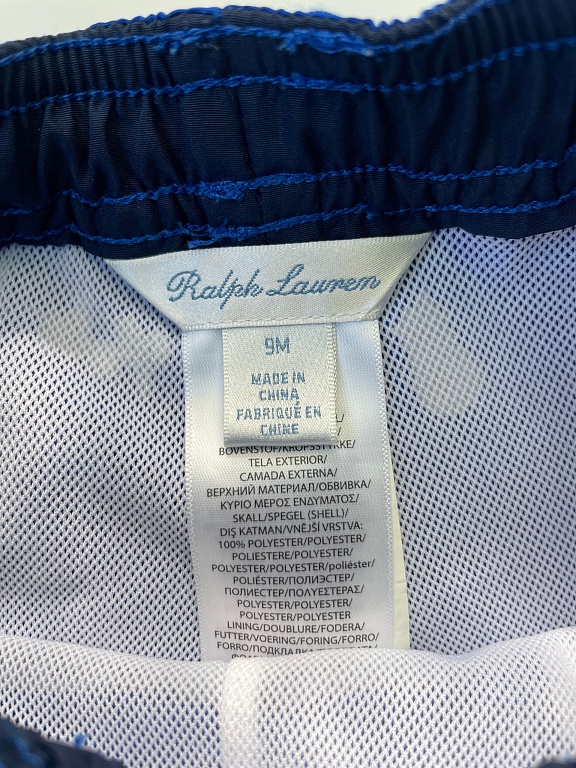 Ralph Lauren
9M
MADE IN
CHINA
FABRIQUÉ EN
CHINE
BOVENSTOF/KROPSSTYKKE/
TELA EXTERIOR/
CAMADA EXTERNA/
ВЕРХНИЙ МАТЕРИАЛ/ОБВИВКА/
ΚΥΡΙΟ ΜΕΡΟΣ ΕΝΔΥΜΑΤΟΣ/
SKALL/SPEGEL (SHELL)/
DIŞ KATMAN/VNĚJŠÍ VRSTVA:
100% POLYESTER/POLYESTER/
POLIESTERE/POLYESTER/
POLYESTER/POLYESTER/poliéster/
POLIÉSTER/ПОЛИЭСТЕР/
ПОЛИЕСТЕР/ΠΟΛΥΕΣΤΕΡΑΣ/
POLYESTER/POLYESTER/
POLYESTER/POLYESTER
LINING/DOUBLURE/FODERA/
FUTTER/VOERING/FORING/FORRO/
FORRO/ПОДКЛАДКА/